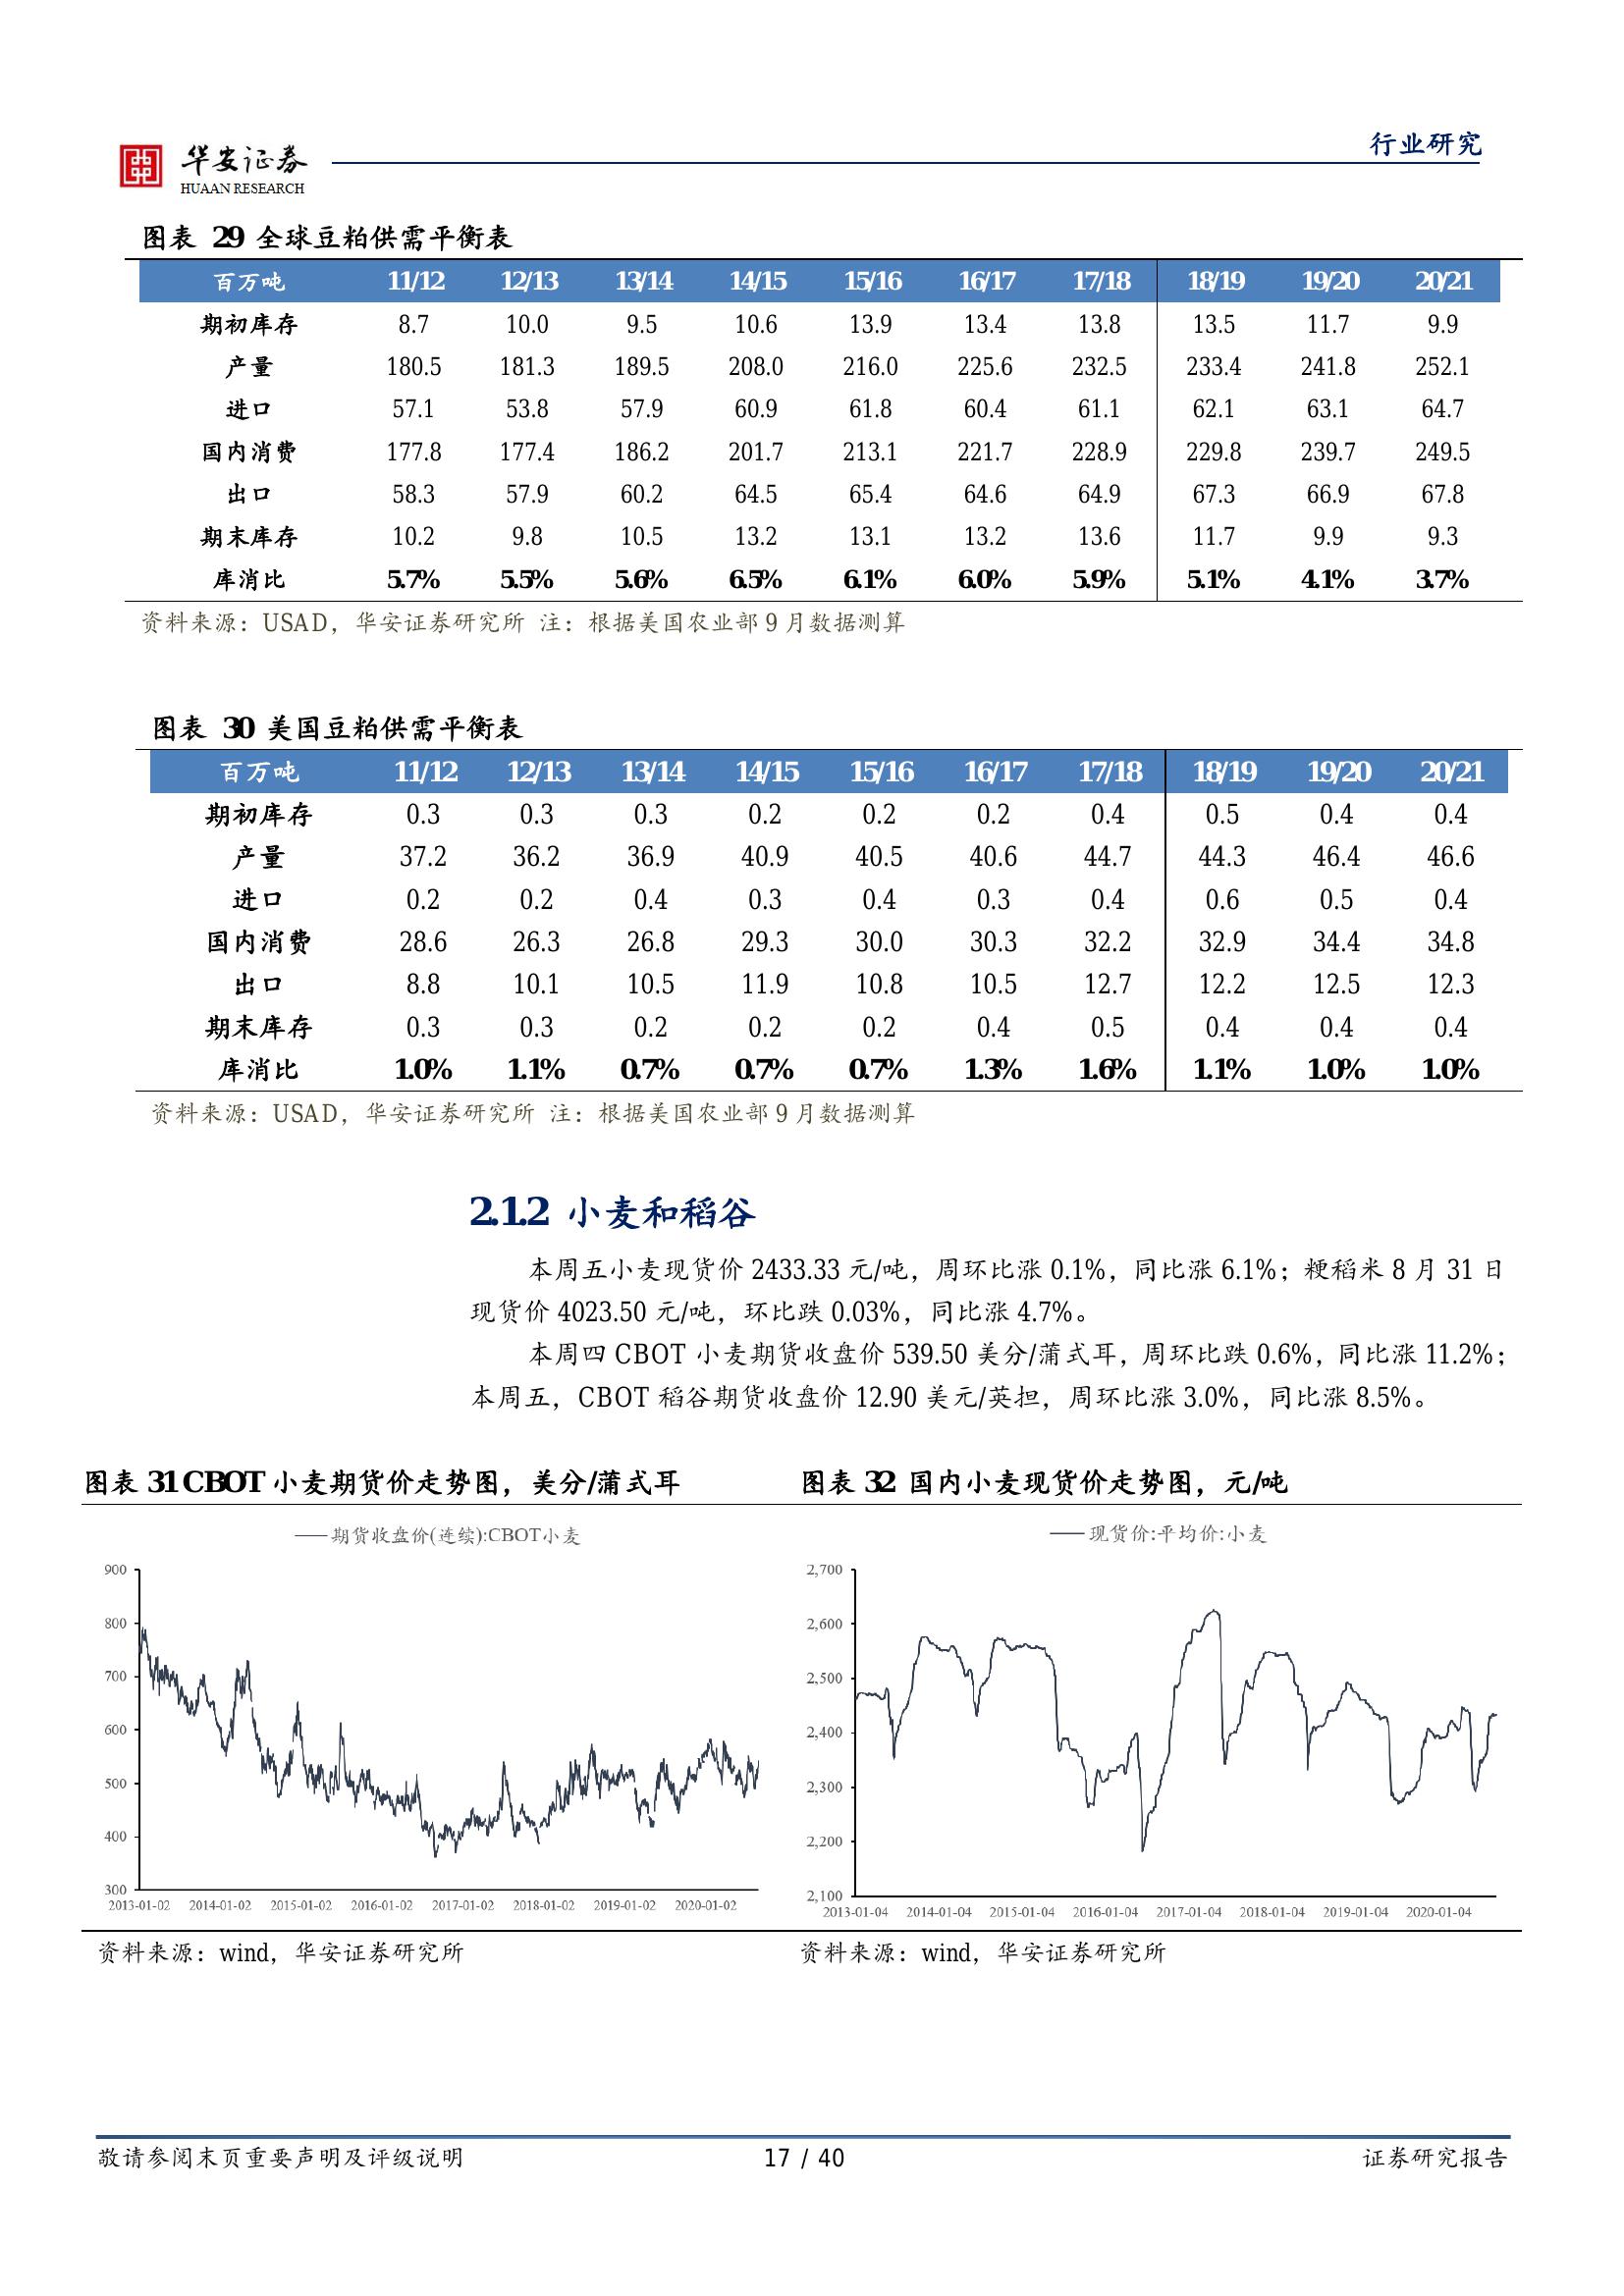 华安证券
HUAAN RESEARCH
行业研究
图表 29 全球豆粕供需平衡表
百万吨 11/12 12/13 13/14 14/15 15/16 16/17 17/18 18/19 19/20 20/21
期初库存 8.7 10.0 9.5 10.6 13.9 13.4 13.8 13.5 11.7 9.9
产量 180.5 181.3 189.5 208.0 216.0 225.6 232.5 233.4 241.8 252.1
进口 57.1 53.8 57.9 60.9 61.8 60.4 61.1 62.1 63.1 64.7
国内消费 177.8 177.4 186.2 201.7 213.1 221.7 228.9 229.8 239.7 249.5
出口 58.3 57.9 60.2 64.5 65.4 64.6 64.9 67.3 66.9 67.8
期末库存 10.2 9.8 10.5 13.2 13.1 13.2 13.6 11.7 9.9 9.3
库消比 5.7% 5.5% 5.6% 6.5% 6.1% 6.0% 5.9% 5.1% 4.1% 3.7%
资料来源：USAD，华安证券研究所 注：根据美国农业部 9 月数据测算
图表 30 美国豆粕供需平衡表
百万吨 11/12 12/13 13/14 14/15 15/16 16/17 17/18 18/19 19/20 20/21
期初库存 0.3 0.3 0.3 0.2 0.2 0.2 0.4 0.5 0.4 0.4
产量 37.2 36.2 36.9 40.9 40.5 40.6 44.7 44.3 46.4 46.6
进口 0.2 0.2 0.4 0.3 0.4 0.3 0.4 0.6 0.5 0.4
国内消费 28.6 26.3 26.8 29.3 30.0 30.3 32.2 32.9 34.4 34.8
出口 8.8 10.1 10.5 11.9 10.8 10.5 12.7 12.2 12.5 12.3
期末库存 0.3 0.3 0.2 0.2 0.2 0.4 0.5 0.4 0.4 0.4
库消比 1.0% 1.1% 0.7% 0.7% 0.7% 1.3% 1.6% 1.1% 1.0% 1.0%
资料来源：USAD，华安证券研究所 注：根据美国农业部 9 月数据测算
2.1.2 小麦和稻谷
本周五小麦现货价 2433.33 元/吨，周环比涨 0.1%，同比涨 6.1%；粳稻米 8 月 31 日
现货价 4023.50 元/吨，环比跌 0.03%，同比涨 4.7%。
本周四 CBOT 小麦期货收盘价 539.50 美分/蒲式耳，周环比跌 0.6%，同比涨 11.2%；
本周五，CBOT 稻谷期货收盘价 12.90 美元/英担，周环比涨 3.0%，同比涨 8.5%。
图表 31 CBOT 小麦期货价走势图，美分/蒲式耳
期货收盘价(连续):CBOT小麦
900
800
700
600
500
400
300
2013-01-02 2014-01-02 2015-01-02 2016-01-02 2017-01-02 2018-01-02 2019-01-02 2020-01-02
资料来源：wind，华安证券研究所
图表 32 国内小麦现货价走势图，元/吨
现货价:平均价:小麦
2,700
2,600
2,500
2,400
2,300
2,200
2,100
2013-01-04 2014-01-04 2015-01-04 2016-01-04 2017-01-04 2018-01-04 2019-01-04 2020-01-04
资料来源：wind，华安证券研究所
敬请参阅末页重要声明及评级说明 17 / 40 证券研究报告